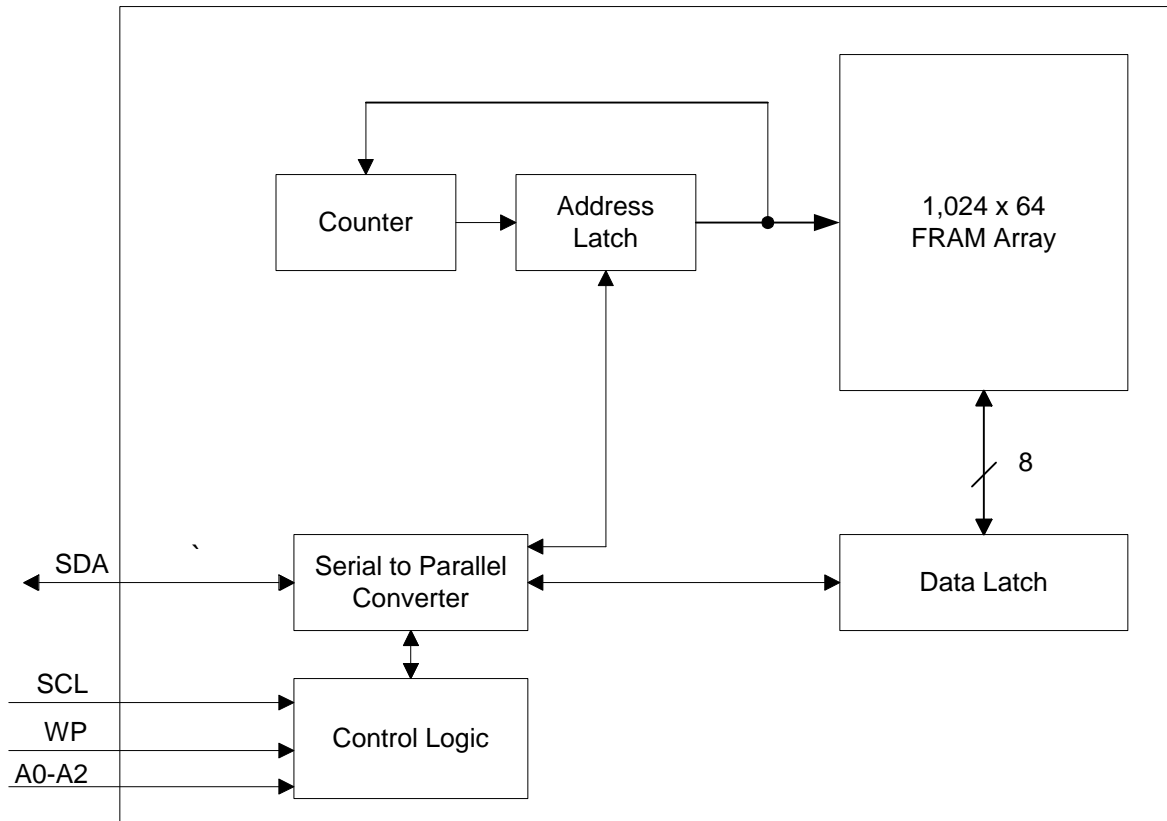 Counter
Address
Latch
1,024 x 64
FRAM Array
8
SDA
`
Serial to Parallel
Converter
Data Latch
SCL
WP
A0-A2
Control Logic